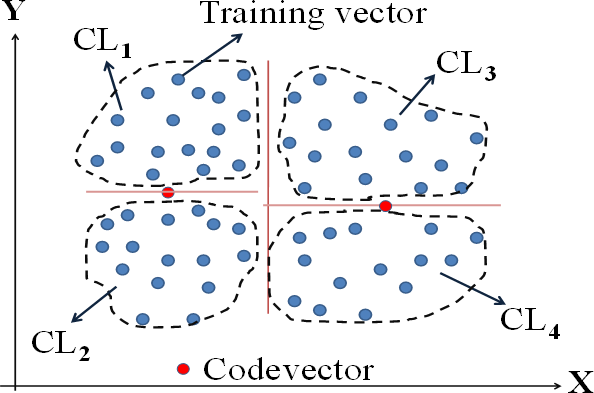 Y
Training vector
CL1
CL3
CL2
CL4
Codevector
X